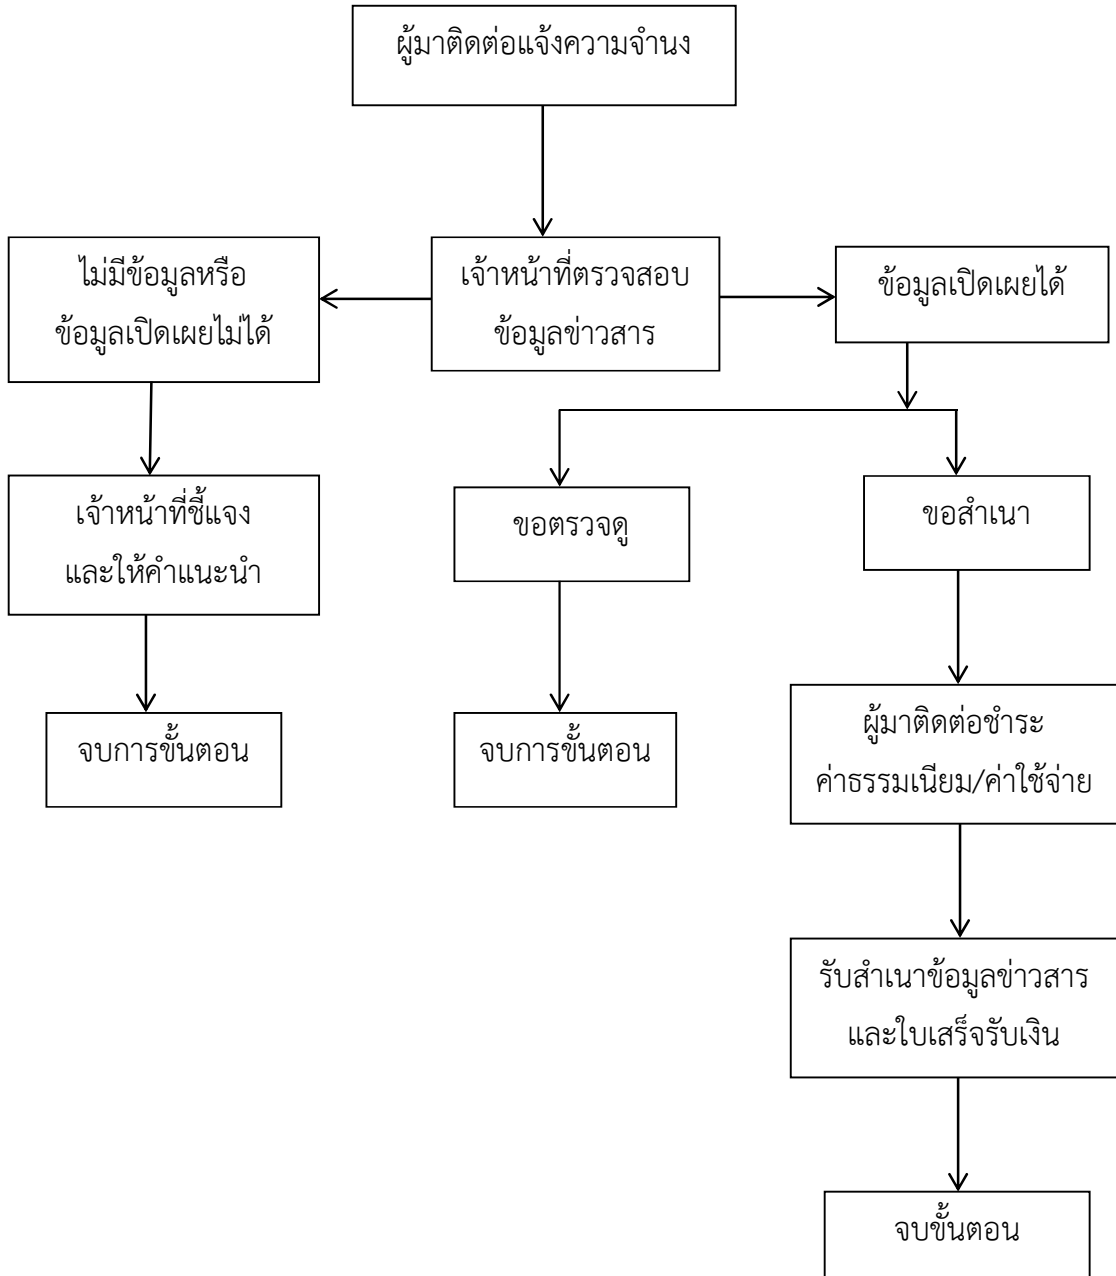 ผู้มาติดต่อแจ้งความจำนง
ไม่มีข้อมูลหรือ
ข้อมูลเปิดเผยไม่ได้
เจ้าหน้าที่ตรวจสอบ
ข้อมูลข่าวสาร
ข้อมูลเปิดเผยได้
เจ้าหน้าที่ชี้แจง
และให้คำแนะนำ
ขอตรวจดู
ขอสำเนา
จบการขั้นตอน
จบการขั้นตอน
ผู้มาติดต่อชำระ
ค่าธรรมเนียม/ค่าใช้จ่าย
รับสำเนาข้อมูลข่าวสาร
และใบเสร็จรับเงิน
จบขั้นตอน